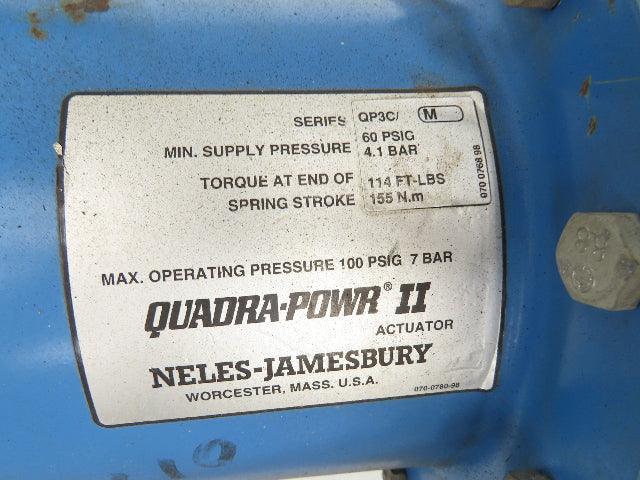 SERIES QP3C/ M
60 PSIG
MIN. SUPPLY PRESSURE 4.1 BAR
TORQUE AT END OF 114 FT-LBS
SPRING STROKE 155 N.m
070 0768 98
MAX. OPERATING PRESSURE 100 PSIG 7 BAR
QUADRA-POWR® II
ACTUATOR
NELES-JAMESBURY
WORCESTER, MASS. U.S.A.
070-0780-98